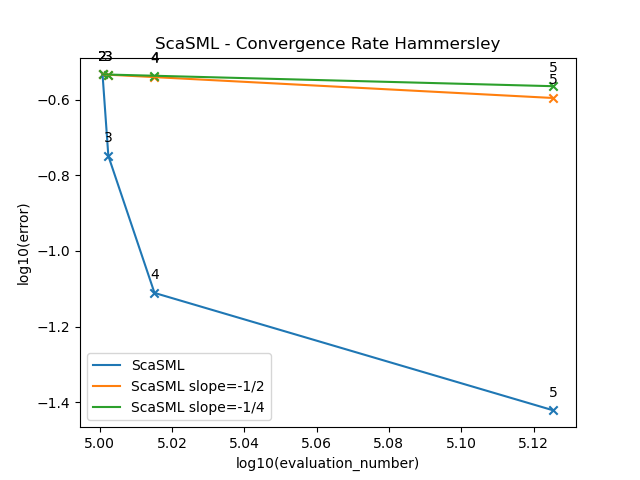 ScaSML - Convergence Rate Hammersley
2 2 3 4 4 5
5
3
4
5
−0.6
−0.8
−1.0
−1.2
−1.4
log10(error)
ScaSML
ScaSML slope=-1/2
ScaSML slope=-1/4
5.00 5.02 5.04 5.06 5.08 5.10 5.12
log10(evaluation_number)